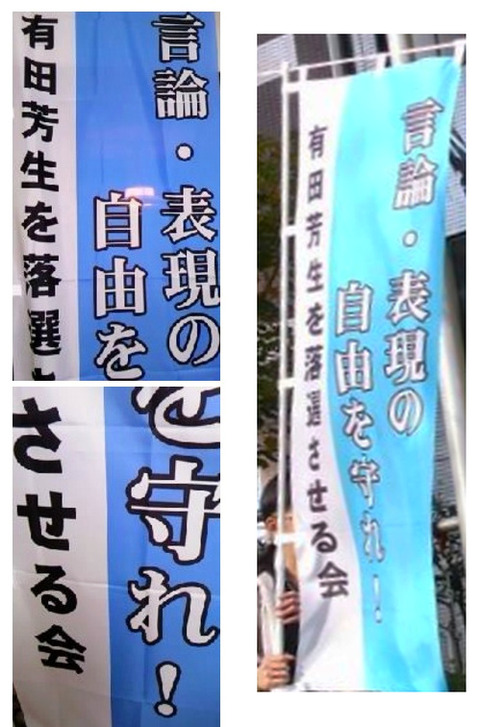 言論・表現の
自由を
有田芳生を落選さ
を守れ！
させる会
言論・表現の
自由を守れ！
有田芳生を落選させる会